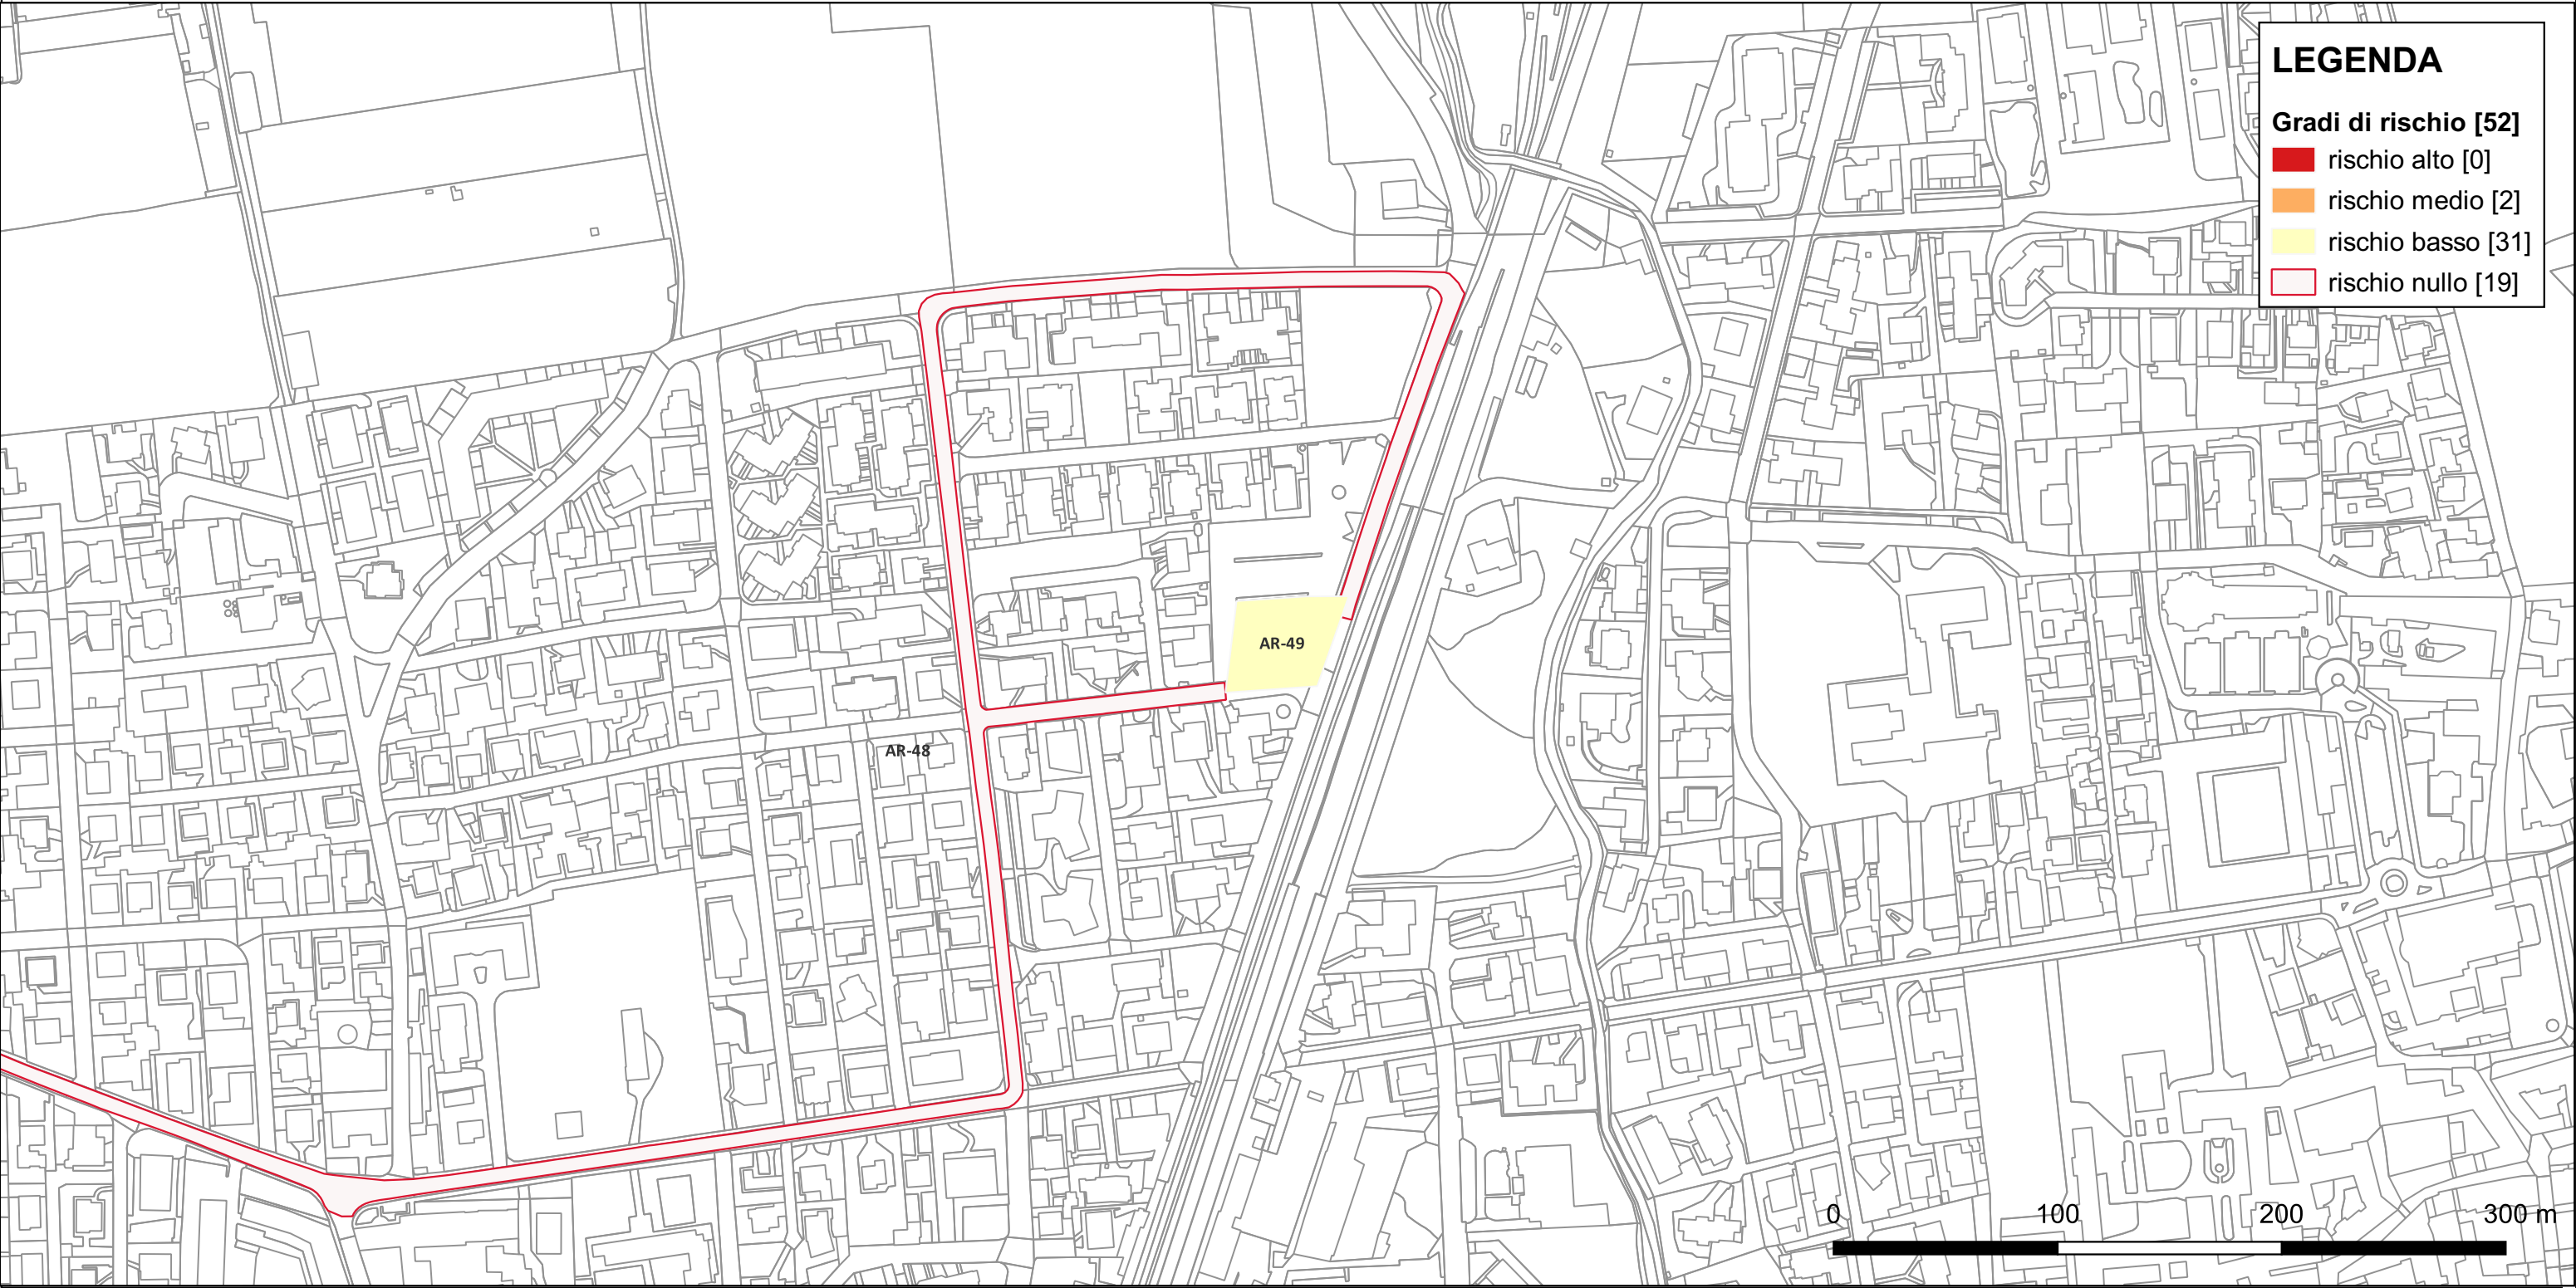 LEGENDA
Gradi di rischio [52]
rischio alto [0]
rischio medio [2]
rischio basso [31]
rischio nullo [19]
AR-49
AR-48
0 100 200 300 m